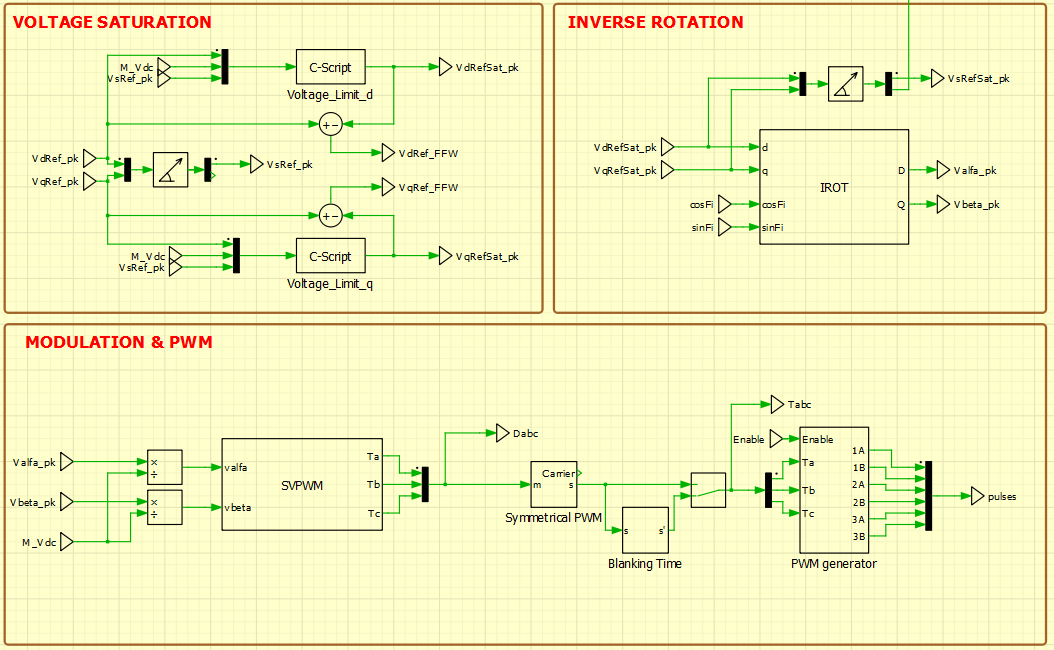 VOLTAGE SATURATION
M_Vdc
VsRef_pk
C-Script
Voltage_Limit_d
VdRefSat_pk
+-
VdRef_FFW
VdRef_pk
VqRef_pk
VsRef_pk
VqRef_FFW
+-
M_Vdc
VsRef_pk
C-Script
Voltage_Limit_q
VqRefSat_pk
INVERSE ROTATION
VsRefSat_pk
VdRefSat_pk
VqRefSat_pk
cosFi
sinFi
d
q
cosFi
sinFi
IROT
D
Q
Valfa_pk
Vbeta_pk
MODULATION & PWM
Valfa_pk
Vbeta_pk
M_Vdc
×
÷
×
÷
valfa
vbeta
SVPWM
Ta
Tb
Tc
Dabc
Carrier
m
s
Symmetrical PWM
s
s'
Blanking Time
Tabc
Enable
Enable
Ta
Tb
Tc
1A
1B
2A
2B
3A
3B
PWM generator
pulses